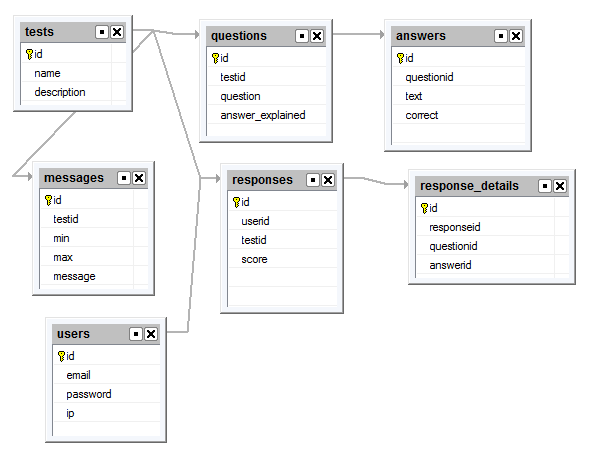 tests
id
name
description
questions
id
testid
question
answer_explained
answers
id
questionid
text
correct
messages
id
testid
min
max
message
responses
id
userid
testid
score
response_details
id
responseid
questionid
answerid
users
id
email
password
ip